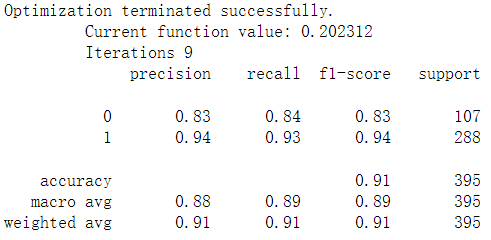 Optimization terminated successfully.
Current function value: 0.202312
Iterations 9
precision recall f1-score support
0 0.83 0.84 0.83 107
1 0.94 0.93 0.94 288
accuracy 0.91 395
macro avg 0.88 0.89 0.89 395
weighted avg 0.91 0.91 0.91 395